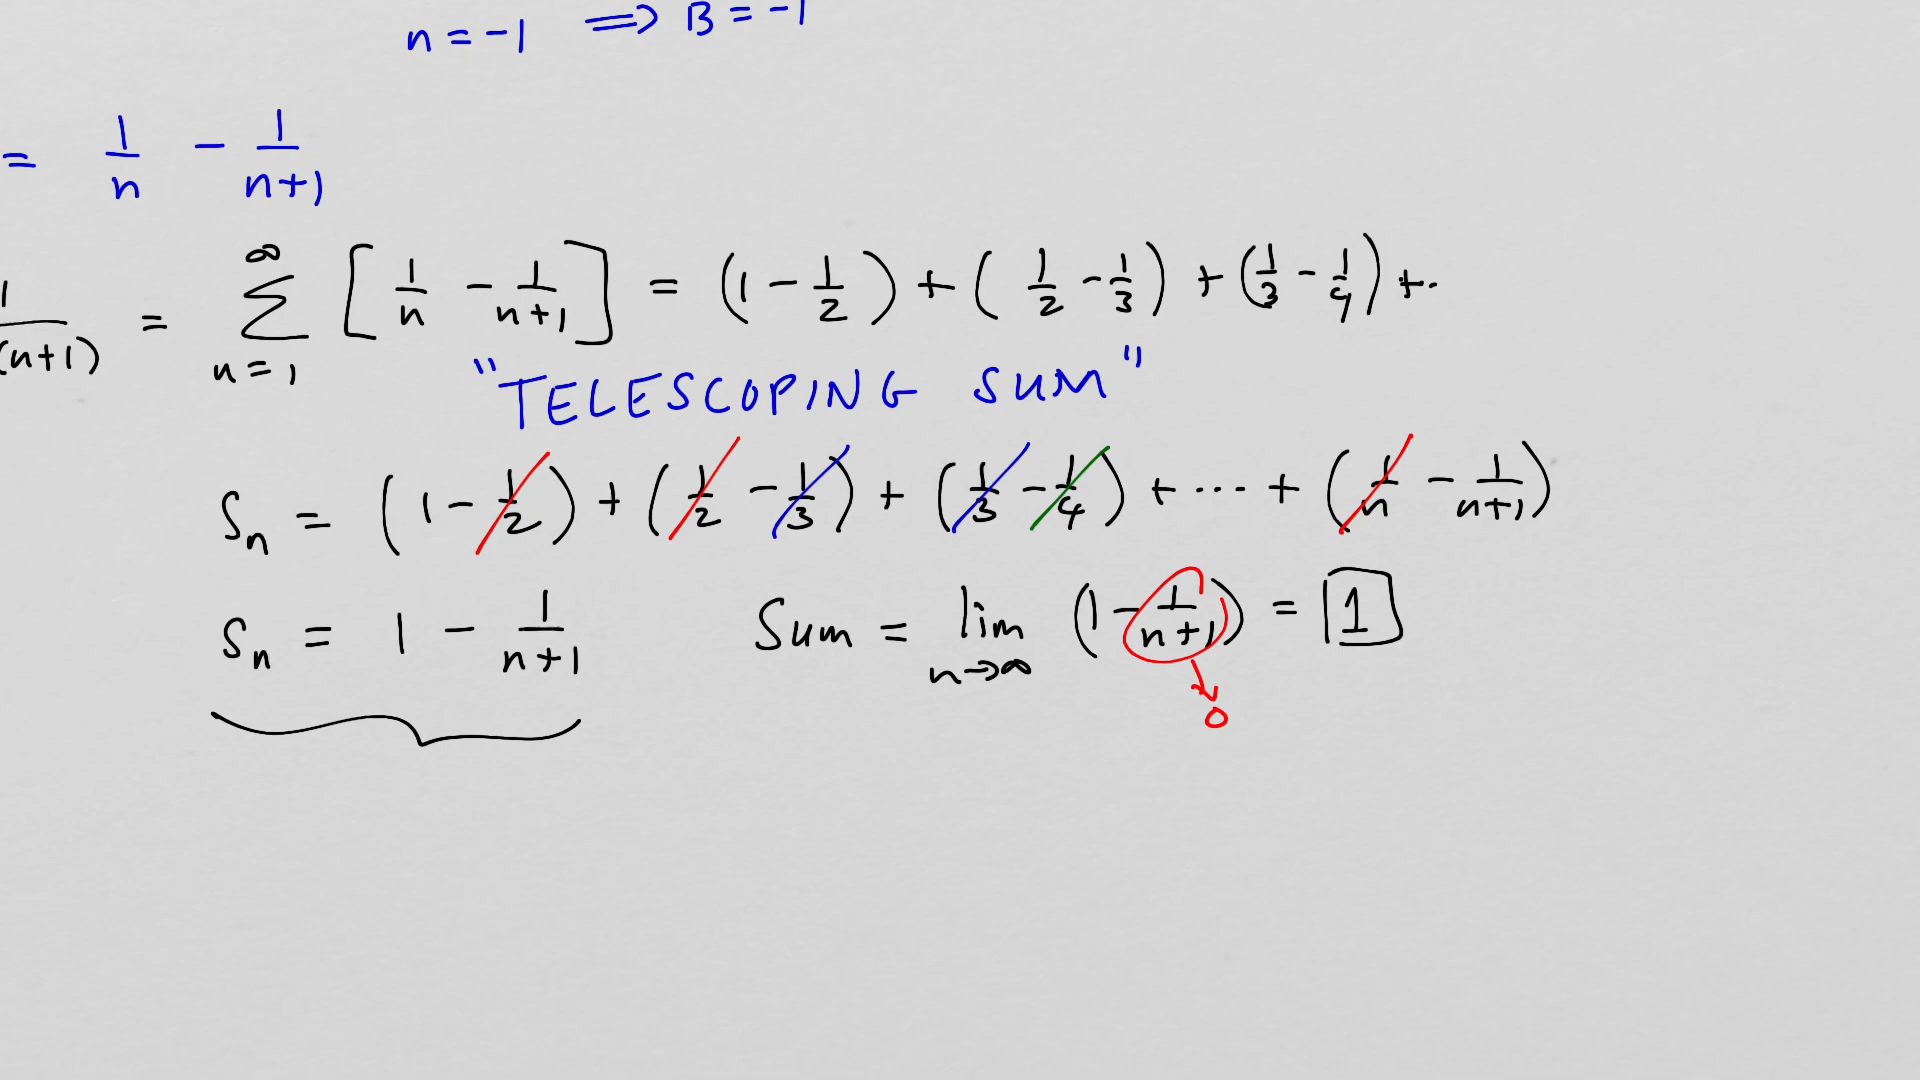 n = -1 ⟹ B = -1
= 1/n - 1/(n+1)
1/(n+1) = ∑_{n=1}^{∞} [1/n - 1/(n+1)] = (1 - 1/2) + (1/2 - 1/3) + (1/3 - 1/4) + ..
"TELESCOPING SUM"
S_n = (1 - 1/2) + (1/2 - 1/3) + (1/3 - 1/4) + ... + (1/n - 1/(n+1))
S_n = 1 - 1/(n+1) Sum = lim_{n→∞} (1 - 1/(n+1)) = 1
0